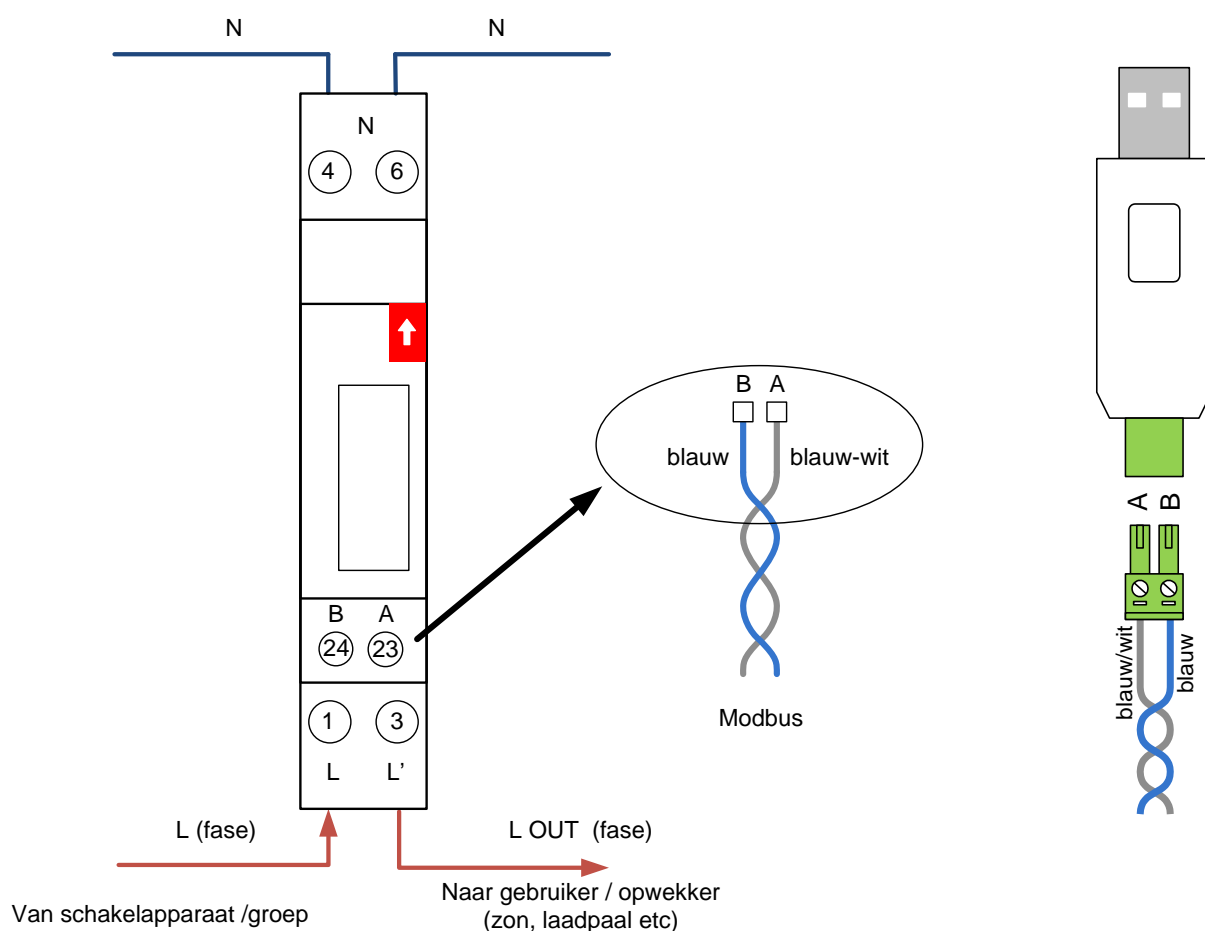 N
N
N
4
6
B
A
24
23
1
3
L
L'
L (fase)
L OUT (fase)
Van schakelapparaat /groep
Naar gebruiker / opwekker
(zon, laadpaal etc)
B
A
blauw
blauw-wit
Modbus
A
B
blauw/wit
blauw